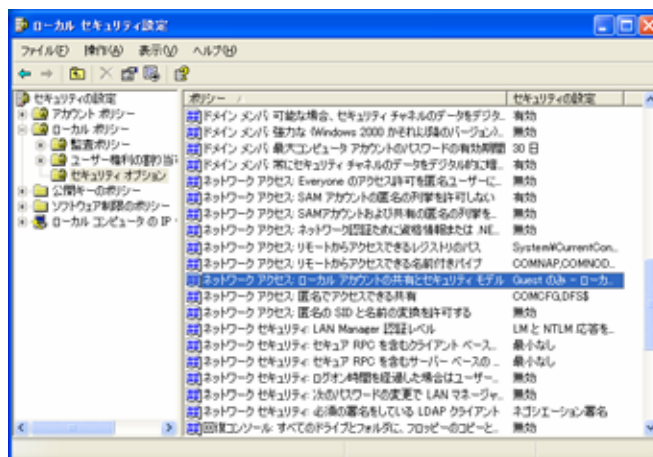 ローカル セキュリティ設定
ファイル(F) 操作(A) 表示(V) ヘルプ(H)
セキュリティの設定
アカウント ポリシー
ローカル ポリシー
監査ポリシー
ユーザー権利の割り当
セキュリティ オプション
公開キーのポリシー
ソフトウェア制限のポリシー
ローカル コンピュータ の IP
ポリシー / セキュリティの設定
ドメイン メンバ: 可能な場合、セキュリティ チャネルのデータをデジタ... 有効
ドメイン メンバ: 強力な (Windows 2000 かそれ以降のバージョン)... 無効
ドメイン メンバ: 最大コンピュータ アカウントのパスワードの有効期間 30 日
ドメイン メンバ: 常にセキュリティ チャネルのデータをデジタル的に暗... 有効
ネットワーク アクセス: Everyone のアクセス許可を匿名ユーザーに... 無効
ネットワーク アクセス: SAM アカウントの匿名の列挙を許可しない 有効
ネットワーク アクセス: SAMアカウントおよび共有の匿名の列挙を... 無効
ネットワーク アクセス: ネットワーク認証ために資格情報または .NE... 無効
ネットワーク アクセス: リモートからアクセスできるレジストリのパス System¥CurrentCon...
ネットワーク アクセス: リモートからアクセスできる名前付きパイプ COMNAP,COMNOD...
ネットワーク アクセス: ローカル アカウントの共有とセキュリティ モデル Guest のみ - ローカ...
ネットワーク アクセス: 匿名でアクセスできる共有 COMCFG,DFS$
ネットワーク アクセス: 匿名の SID と名前の変換を許可する 無効
ネットワーク セキュリティ: LAN Manager 認証レベル LM と NTLM 応答を...
ネットワーク セキュリティ: セキュア RPC を含むクライアント ベース... 最小なし
ネットワーク セキュリティ: セキュア RPC を含むサーバー ベースの ... 最小なし
ネットワーク セキュリティ: ログオン時間を経過した場合はユーザー... 無効
ネットワーク セキュリティ: 次のパスワードの変更で LAN マネージャ... 無効
ネットワーク セキュリティ: 必須の署名をしている LDAP クライアント ネゴシエーション署名
回復コンソール: すべてのドライブとフォルダに、フロッピーのコピーと... 無効